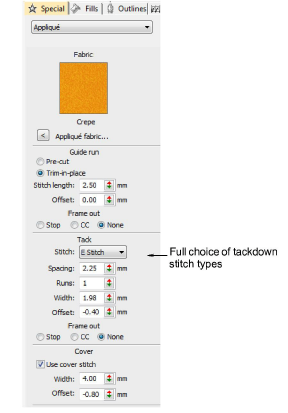 Special Fills Outlines
Appliqué
Fabric
Crepe
< Appliqué fabric...
Guide run
Pre-cut
Trim-in-place
Stitch length: 2.50 mm
Offset: 0.00 mm
Frame out
Stop CC None
Tack
Stitch: E Stitch
Full choice of tackdown
stitch types
Spacing: 2.25 mm
Runs: 1
Width: 1.98 mm
Offset: -0.40 mm
Frame out
Stop CC None
Cover
Use cover stitch
Width: 4.00 mm
Offset: -0.80 mm